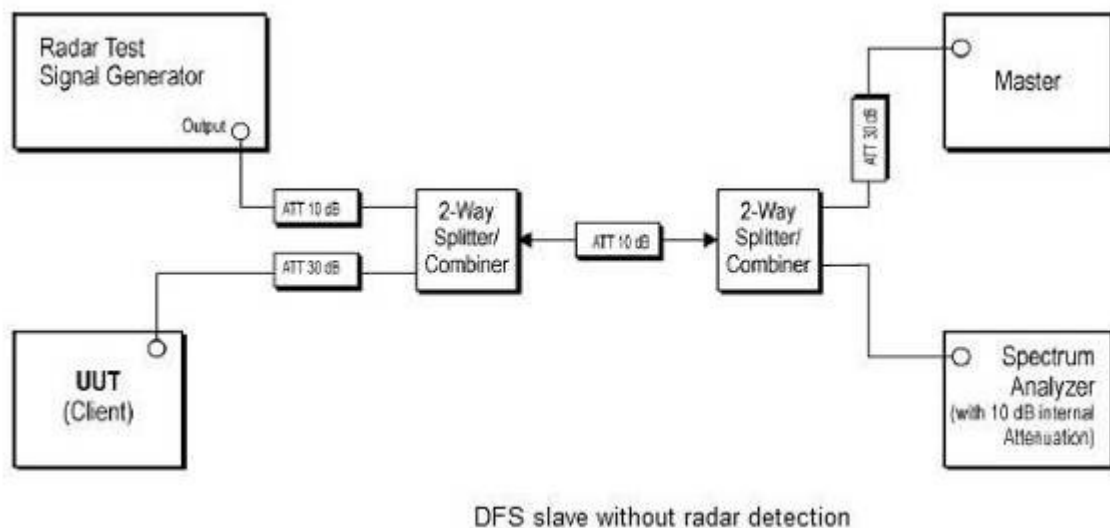 Radar Test
Signal Generator
Output
ATT 10 dB
ATT 30 dB
UUT
(Client)
2-Way
Splitter/
Combiner
ATT 10 dB
2-Way
Splitter/
Combiner
ATT 30 dB
Master
Spectrum
Analyzer
(with 10 dB internal
Attenuation)
DFS slave without radar detection